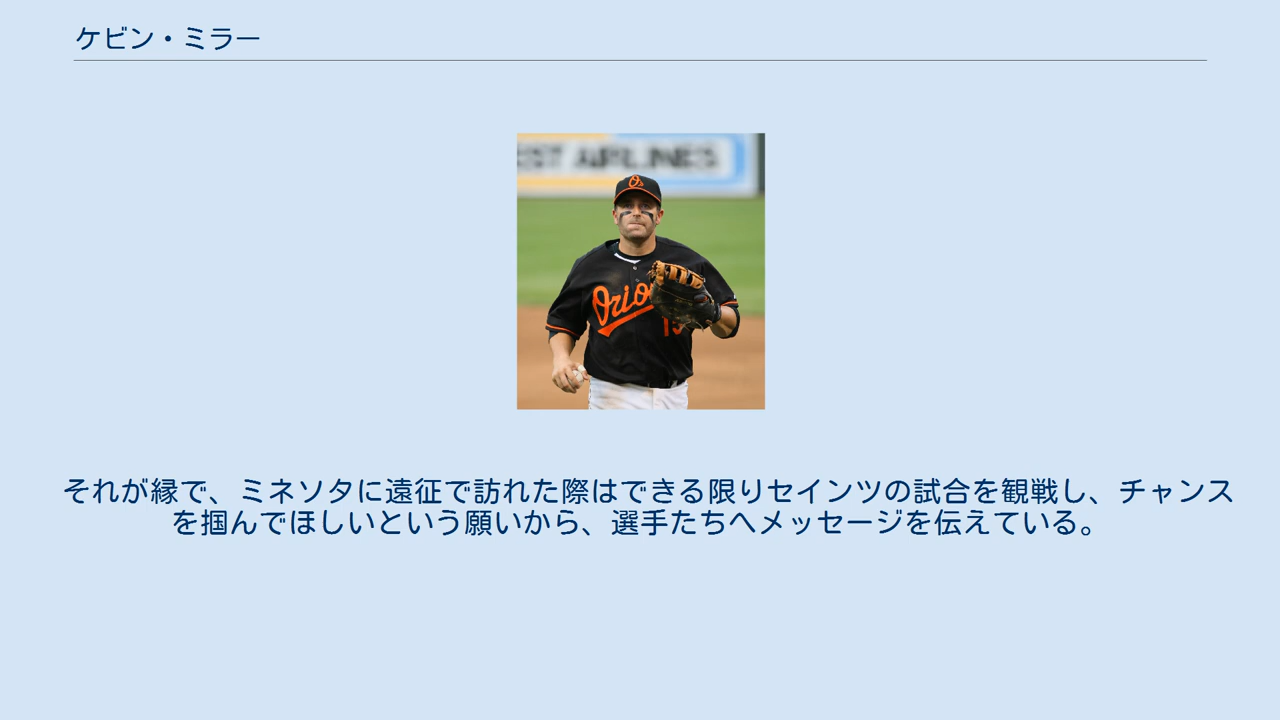 ケビン・ミラー
EST AIRLINES
O's
Orio
15
それが縁で、ミネソタに遠征で訪れた際はできる限りセインツの試合を観戦し、チャンス
を掴んでほしいという願いから、選手たちへメッセージを伝えている。